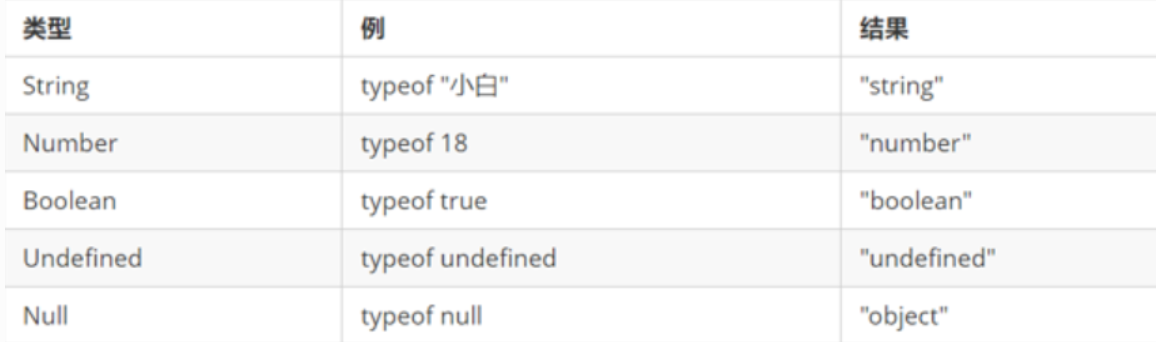 类型 例 结果
String typeof "小白" "string"
Number typeof 18 "number"
Boolean typeof true "boolean"
Undefined typeof undefined "undefined"
Null typeof null "object"